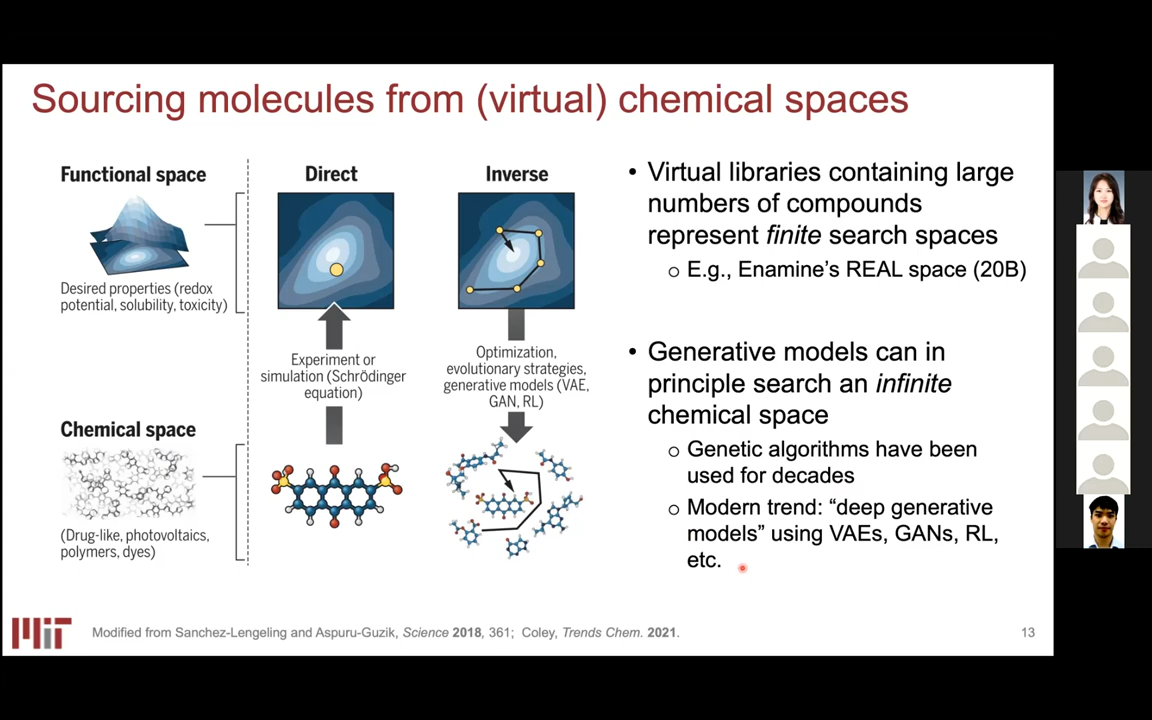 Sourcing molecules from (virtual) chemical spaces
Functional space
Desired properties (redox
potential, solubility, toxicity)
Chemical space
(Drug-like, photovoltaics,
polymers, dyes)
Direct
Experiment or
simulation (Schrödinger
equation)
Inverse
Optimization,
evolutionary strategies,
generative models (VAE,
GAN, RL)
• Virtual libraries containing large
numbers of compounds
represent finite search spaces
o E.g., Enamine's REAL space (20B)
• Generative models can in
principle search an infinite
chemical space
o Genetic algorithms have been
used for decades
o Modern trend: “deep generative
models” using VAEs, GANs, RL,
etc.
MIT
Modified from Sanchez-Lengeling and Aspuru-Guzik, Science 2018, 361; Coley, Trends Chem. 2021.
13